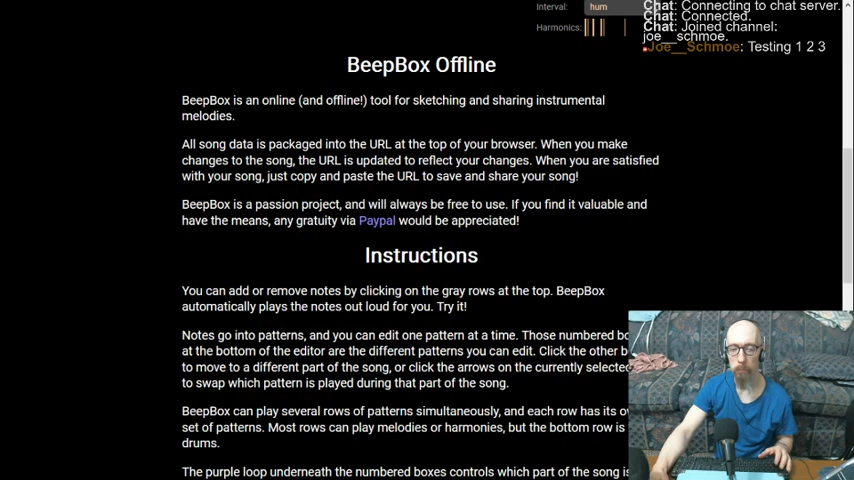 Interval: hum
Harmonics:
Chat: Connecting to chat server.
Chat: Connected.
Chat: Joined channel:
joe__schmoe.
Joe__Schmoe: Testing 1 2 3
BeepBox Offline
BeepBox is an online (and offline!) tool for sketching and sharing instrumental
melodies.
All song data is packaged into the URL at the top of your browser. When you make
changes to the song, the URL is updated to reflect your changes. When you are satisfied
with your song, just copy and paste the URL to save and share your song!
BeepBox is a passion project, and will always be free to use. If you find it valuable and
have the means, any gratuity via Paypal would be appreciated!
Instructions
You can add or remove notes by clicking on the gray rows at the top. BeepBox
automatically plays the notes out loud for you. Try it!
Notes go into patterns, and you can edit one pattern at a time. Those numbered
at the bottom of the editor are the different patterns you can edit. Click the other
to move to a different part of the song, or click the arrows on the currently selected
to swap which pattern is played during that part of the song.
BeepBox can play several rows of patterns simultaneously, and each row has its
set of patterns. Most rows can play melodies or harmonies, but the bottom row is
drums.
The purple loop underneath the numbered boxes controls which part of the song is